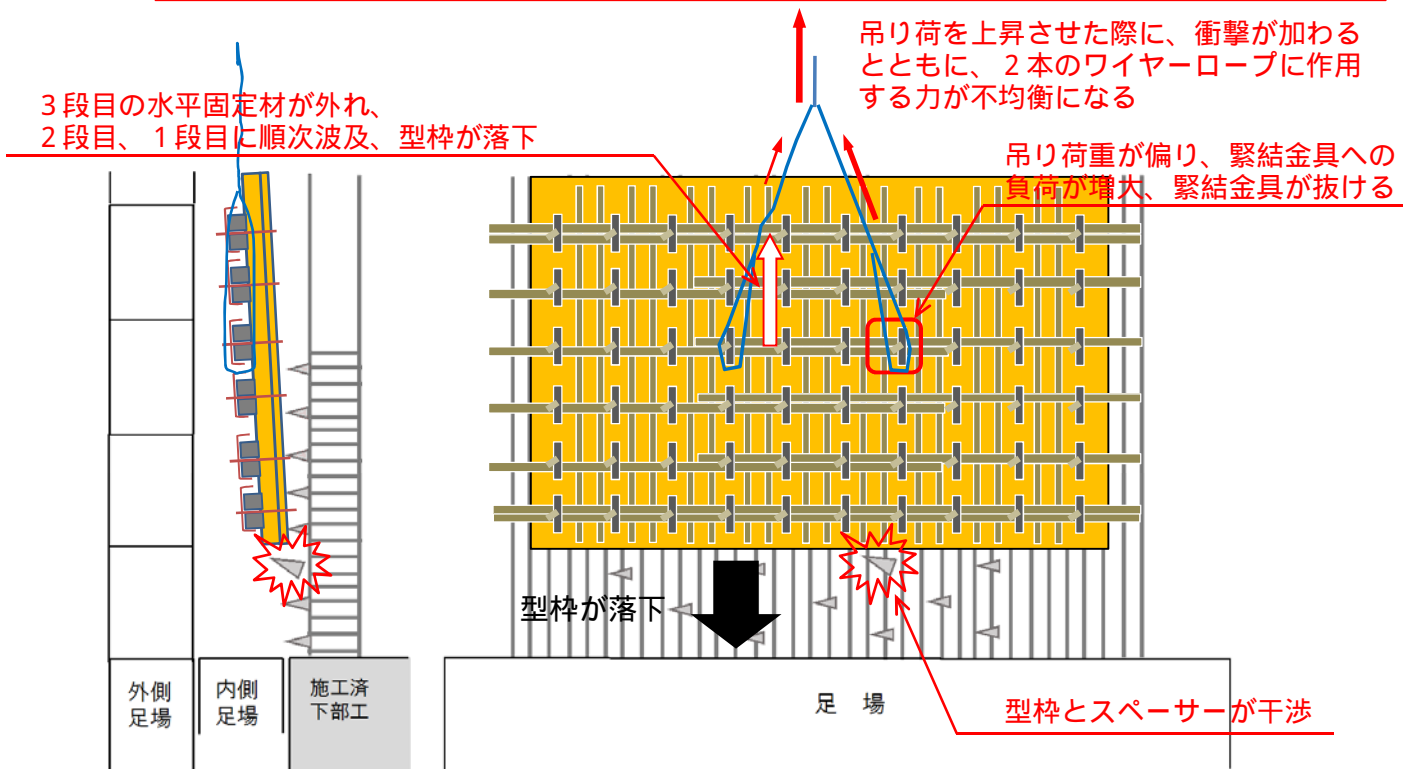 吊り荷を上昇させた際に、衝撃が加わる
とともに、２本のワイヤーロープに作用
する力が不均衡になる
３段目の水平固定材が外れ、
２段目、１段目に順次波及、型枠が落下
吊り荷重が偏り、緊結金具への
負荷が増大、緊結金具が抜ける
型枠が落下
外側
足場
内側
足場
施工済
下部工
足 場
型枠とスペーサーが干渉